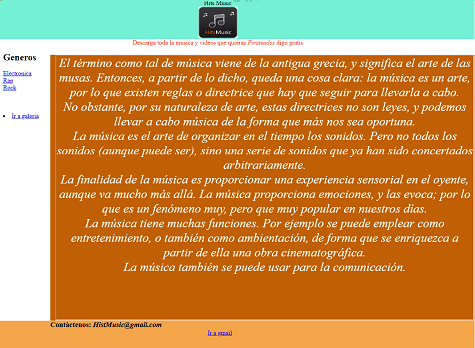 Hits Music
HitsMusic
Descarga toda la musica y videos que quieras Pirateador digo gratis
Generos
Electronica
Rap
Rock
Ir a galeria
El término como tal de música viene de la antigua grecia, y significa el arte de las
musas. Entonces, a partir de lo dicho, queda una cosa clara: la música es un arte,
por lo que existen reglas o directrice que hay que seguir para llevarla a cabo.
No obstante, por su naturaleza de arte, estas directrices no son leyes, y podemos
llevar a cabo música de la forma que más nos sea oportuna.
La música es el arte de organizar en el tiempo los sonidos. Pero no todos los
sonidos (aunque puede ser), sino una serie de sonidos que ya han sido concertados
arbitrariamente.
La finalidad de la música es proporcionar una experiencia sensorial en el oyente,
aunque va mucho más allá. La música proporciona emociones, y las evoca; por lo
que es un fenómeno muy, pero que muy popular en nuestros días.
La música tiene muchas funciones. Por ejemplo se puede emplear como
entretenimiento, o también como ambientación, de forma que se enriquezca a
partir de ella una obra cinematográfica.
La música también se puede usar para la comunicación.
Contáctenos: HistMusic@gmail.com
Ir a gmail